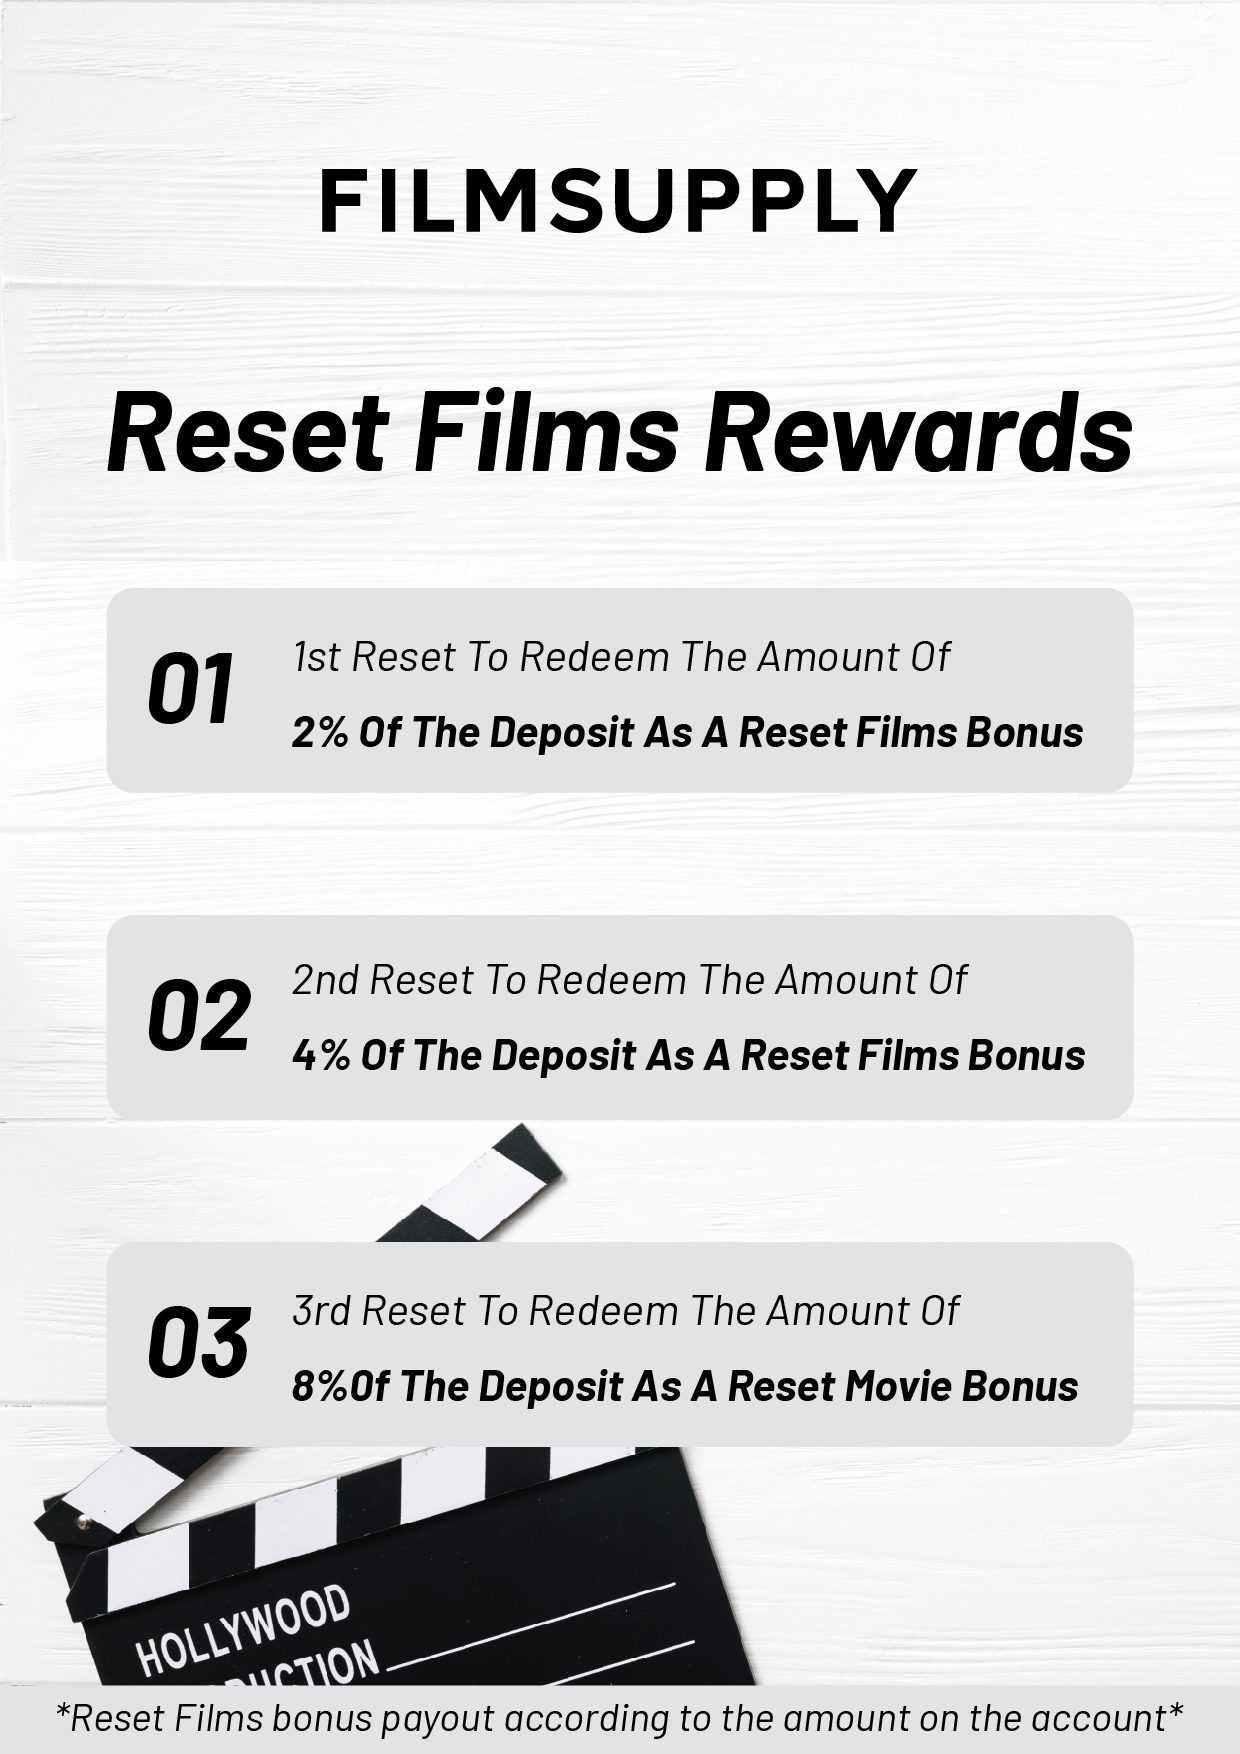 FILMSUPPLY
Reset Films Rewards
01
1st Reset To Redeem The Amount Of
2% Of The Deposit As A Reset Films Bonus
02
2nd Reset To Redeem The Amount Of
4% Of The Deposit As A Reset Films Bonus
03
3rd Reset To Redeem The Amount Of
8%Of The Deposit As A Reset Movie Bonus
HOLLYWOOD
DUCTION
*Reset Films bonus payout according to the amount on the account*